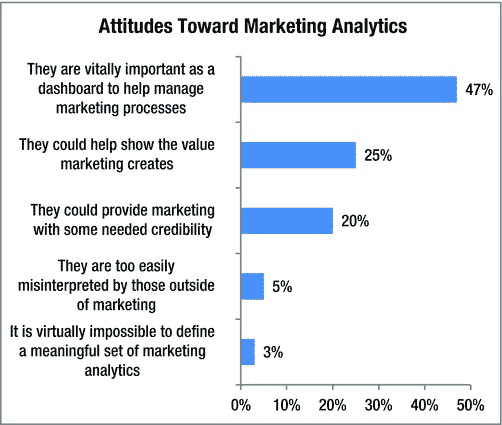 Attitudes Toward Marketing Analytics
They are vitally important as a
dashboard to help manage
marketing processes
47%
They could help show the value
marketing creates
25%
They could provide marketing
with some needed credibility
20%
They are too easily
misinterpreted by those outside
of marketing
5%
It is virtually impossible to define
a meaningful set of marketing
analytics
3%
0% 10% 20% 30% 40% 50%